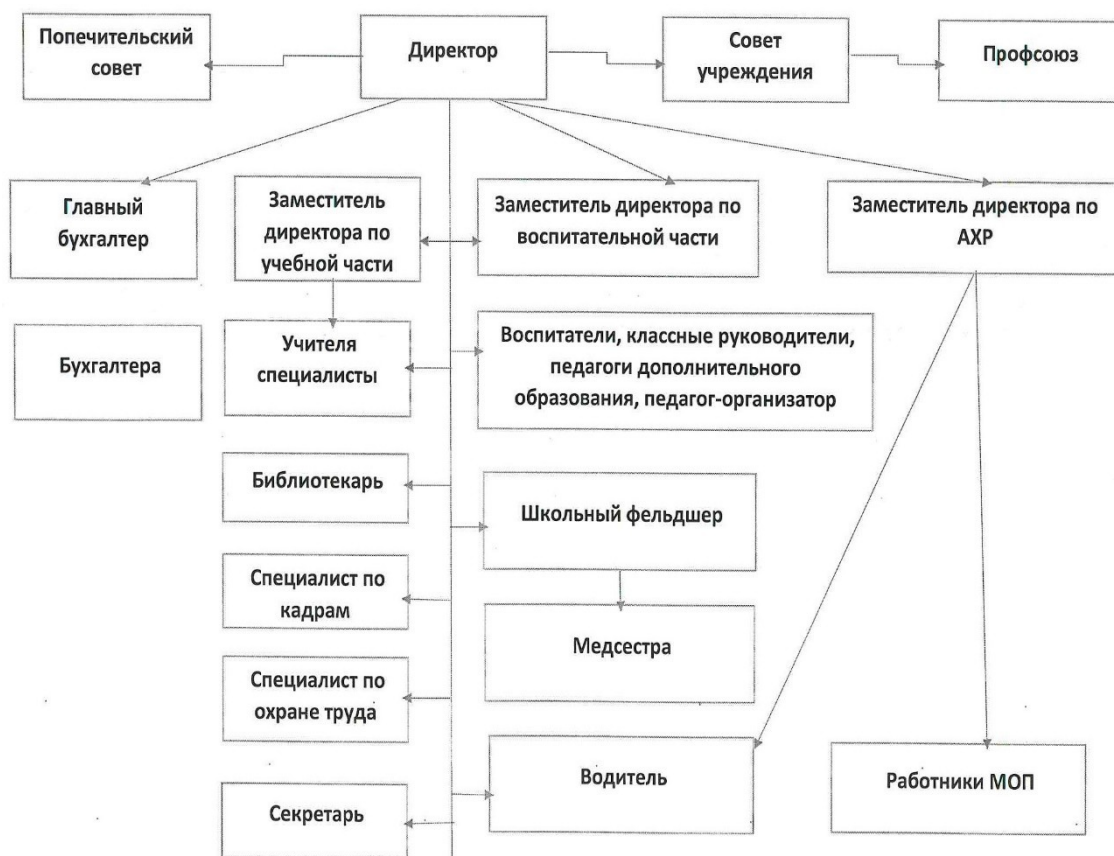 Попечительский
совет
Директор
Совет
учреждения
Профсоюз
Главный
бухгалтер
Заместитель
директора по
учебной части
Заместитель директора по
воспитательной части
Заместитель директора по
АХР
Бухгалтера
Учителя
специалисты
Воспитатели, классные руководители,
педагоги дополнительного
образования, педагог-организатор
Библиотекарь
Школьный фельдшер
Специалист по
кадрам
Медсестра
Специалист по
охране труда
Водитель
Работники МОП
Секретарь